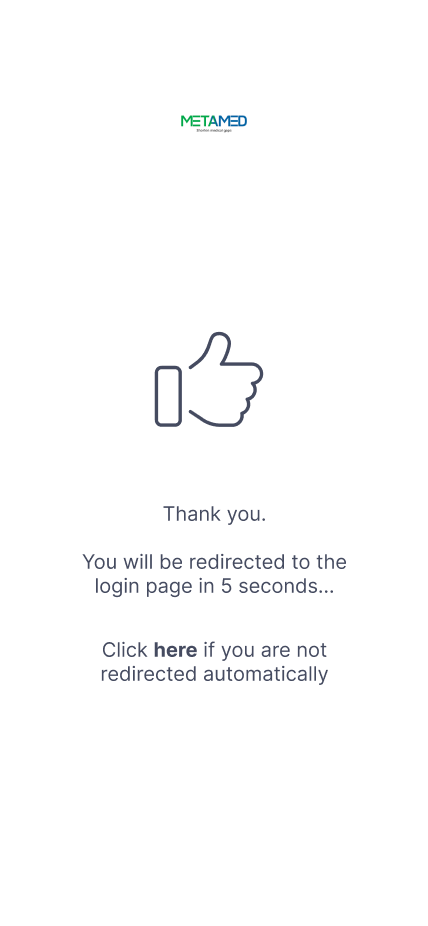 METAMED
Shorten medical gaps
Thank you.
You will be redirected to the
login page in 5 seconds...
Click here if you are not
redirected automatically